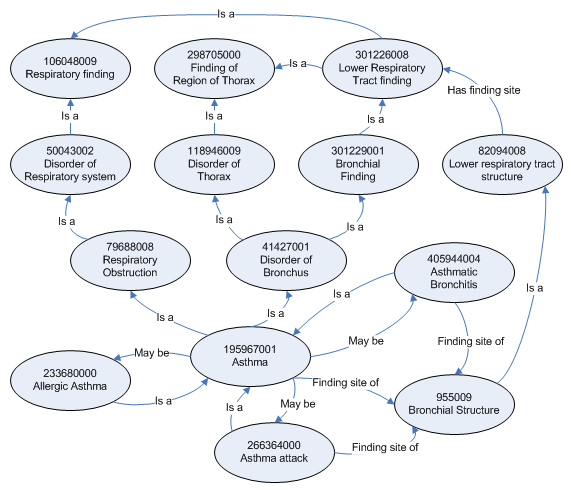 Is a
106048009
Respiratory finding
298705000
Finding of
Region of Thorax
Is a
301226008
Lower Respiratory
Tract finding
Has finding site
Is a
Is a
Is a
50043002
Disorder of
Respiratory system
118946009
Disorder of
Thorax
301229001
Bronchial
Finding
82094008
Lower respiratory tract
structure
Is a
Is a
Is a
79688008
Respiratory
Obstruction
41427001
Disorder of
Bronchus
405944004
Asthmatic
Bronchitis
Is a
Is a
Is a
Is a
195967001
Asthma
May be
May be
Finding site of
233680000
Allergic Asthma
Is a
Is a
May be
Finding site of
955009
Bronchial Structure
266364000
Asthma attack
Finding site of